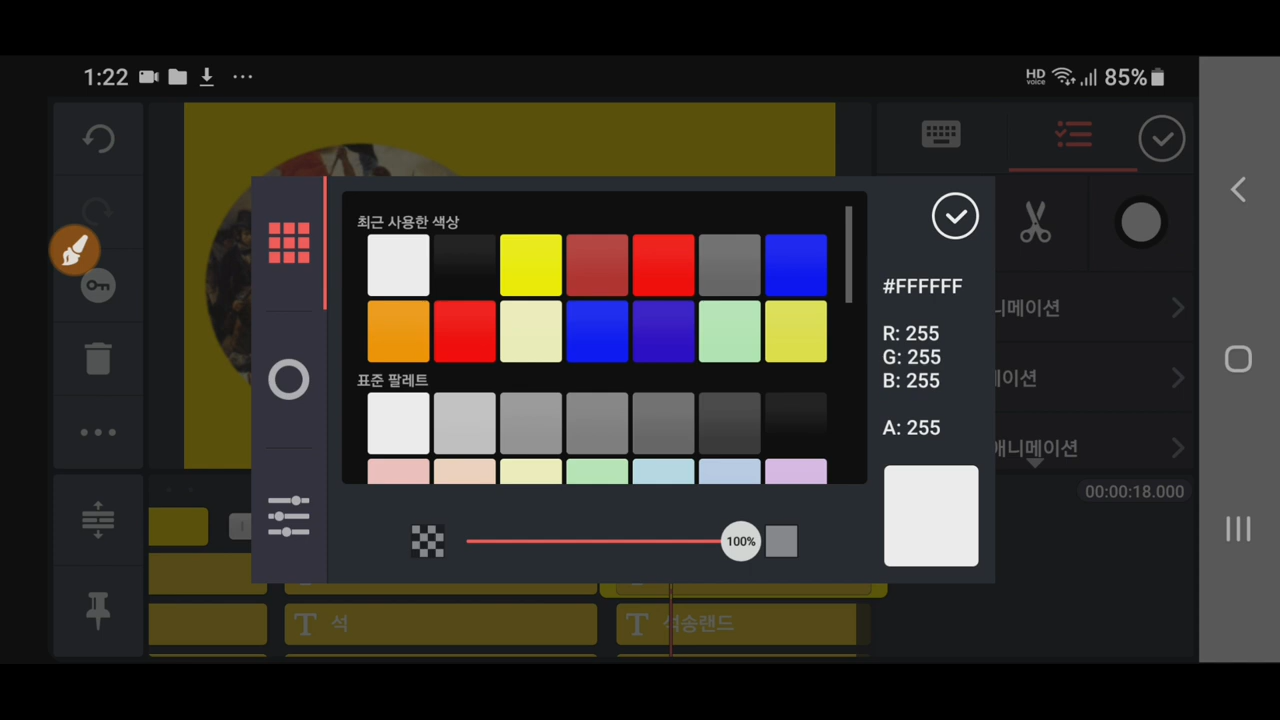 1:22
HD voice 85%
최근 사용한 색상
#FFFFFF
R: 255
G: 255
B: 255
표준 팔레트
A: 255
100%
니메이션
이션
애니메이션
00:00:18.000
T 석
T 석송랜드